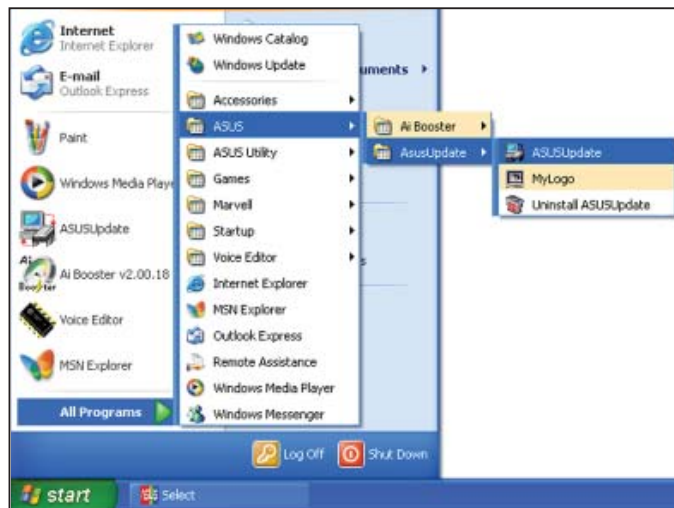 Internet
Internet Explorer
E-mail
Outlook Express
Paint
Windows Media Playe
ASUSUpdate
Ai Booster v2.00.18
Voice Editor
MSN Explorer
All Programs
Windows Catalog
Windows Update
Accessories
ASUS
ASUS Utility
Games
Marvell
Startup
Voice Editor
Internet Explorer
MSN Explorer
Outlook Express
Remote Assistance
Windows Media Player
Windows Messenger
uments
s
Ai Booster
AsusUpdate
ASUSUpdate
MyLogo
Uninstall ASUSUpdate
Log Off
Shut Down
start
Select